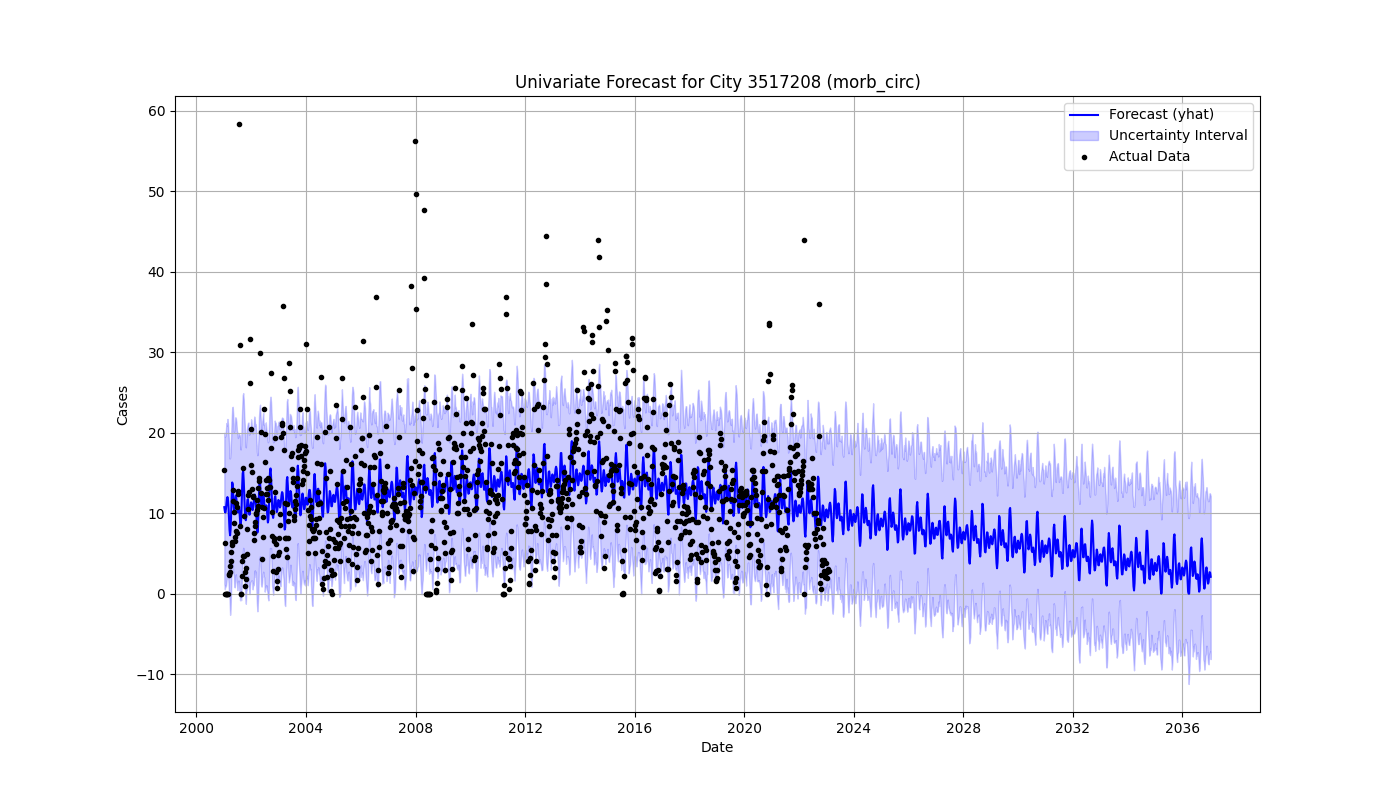 Univariate Forecast for City 3517208 (morb_circ)
Forecast (yhat)
Uncertainty Interval
Actual Data
60
50
40
30
20
10
0
−10
Cases
2000 2004 2008 2012 2016 2020 2024 2028 2032 2036
Date